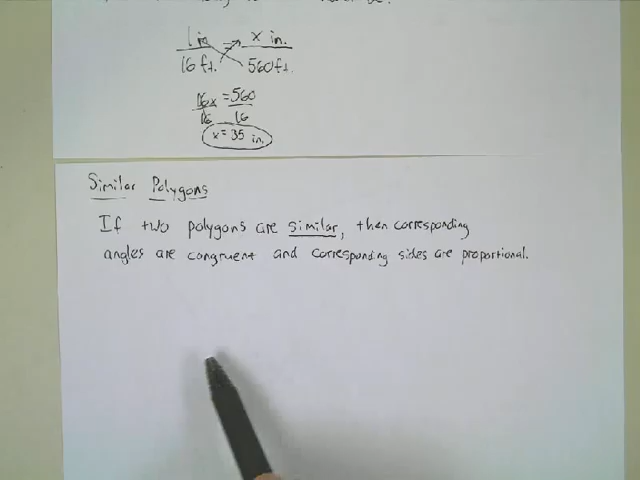 1 in x in.
16 ft. = 560 ft.
16x = 560
16 16
x = 35 in.
Similar Polygons
If two polygons are similar, then corresponding
angles are congruent and corresponding sides are proportional.